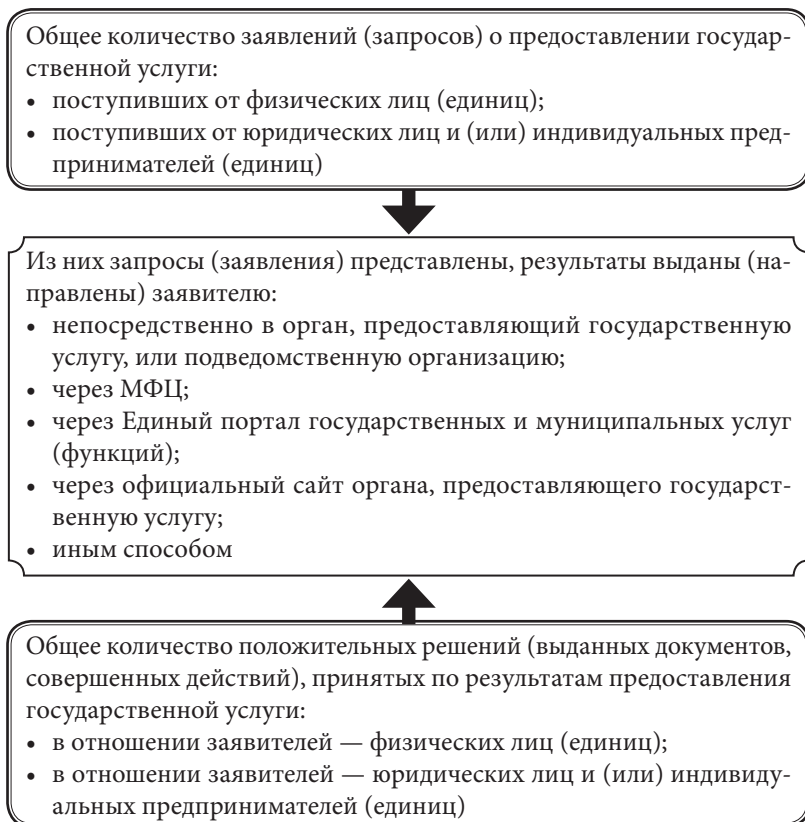 Общее количество заявлений (запросов) о предоставлении государ-
ственной услуги:
• поступивших от физических лиц (единиц);
• поступивших от юридических лиц и (или) индивидуальных пред-
принимателей (единиц)
Из них запросы (заявления) представлены, результаты выданы (на-
правлены) заявителю:
• непосредственно в орган, предоставляющий государственную
услугу, или подведомственную организацию;
• через МФЦ;
• через Единый портал государственных и муниципальных услуг
(функций);
• через официальный сайт органа, предоставляющего государст-
венную услугу;
• иным способом
Общее количество положительных решений (выданных документов,
совершенных действий), принятых по результатам предоставления
государственной услуги:
• в отношении заявителей — физических лиц (единиц);
• в отношении заявителей — юридических лиц и (или) индивиду-
альных предпринимателей (единиц)